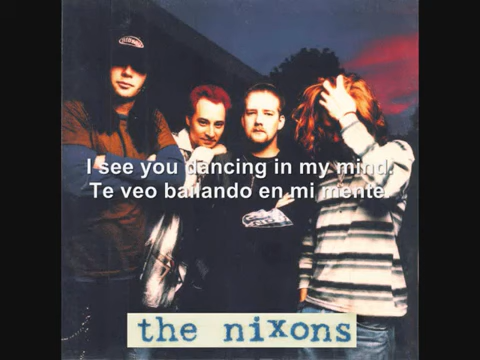 I see you dancing in my mind.
Te veo bailando en mi mente.
the nixons